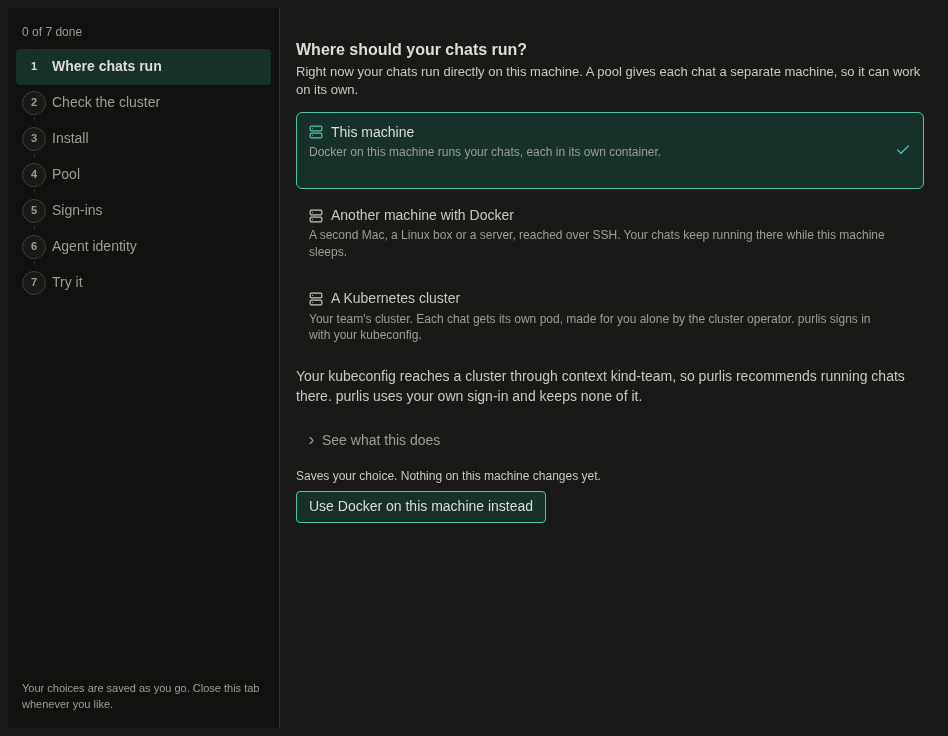 0 of 7 done
1 Where chats run
2 Check the cluster
3 Install
4 Pool
5 Sign-ins
6 Agent identity
7 Try it
Your choices are saved as you go. Close this tab
whenever you like.
Where should your chats run?
Right now your chats run directly on this machine. A pool gives each chat a separate machine, so it can work
on its own.
This machine
Docker on this machine runs your chats, each in its own container.
Another machine with Docker
A second Mac, a Linux box or a server, reached over SSH. Your chats keep running there while this machine
sleeps.
A Kubernetes cluster
Your team's cluster. Each chat gets its own pod, made for you alone by the cluster operator. purlis signs in
with your kubeconfig.
Your kubeconfig reaches a cluster through context kind-team, so purlis recommends running chats
there. purlis uses your own sign-in and keeps none of it.
See what this does
Saves your choice. Nothing on this machine changes yet.
Use Docker on this machine instead